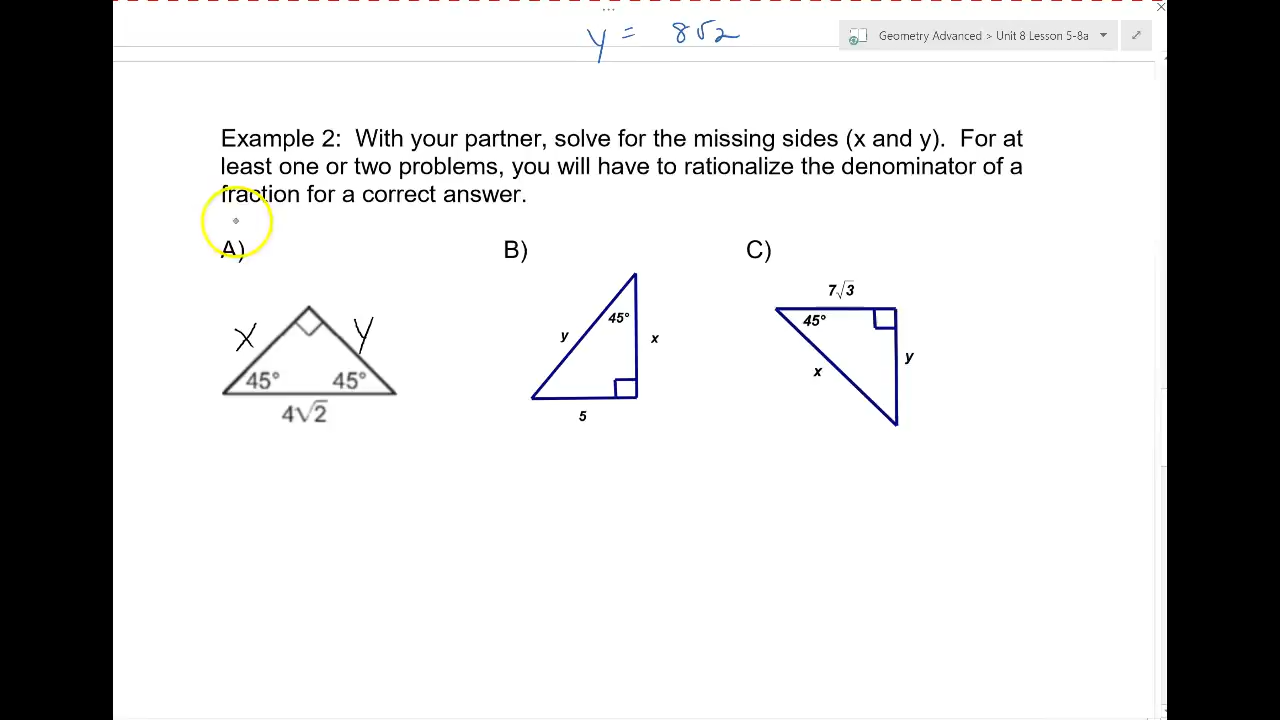 y = 8√2
Geometry Advanced > Unit 8 Lesson 5-8a
Example 2: With your partner, solve for the missing sides (x and y). For at
least one or two problems, you will have to rationalize the denominator of a
fraction for a correct answer.
A)
x
y
45°
45°
4√2
B)
45°
y
x
5
C)
7√3
45°
y
x